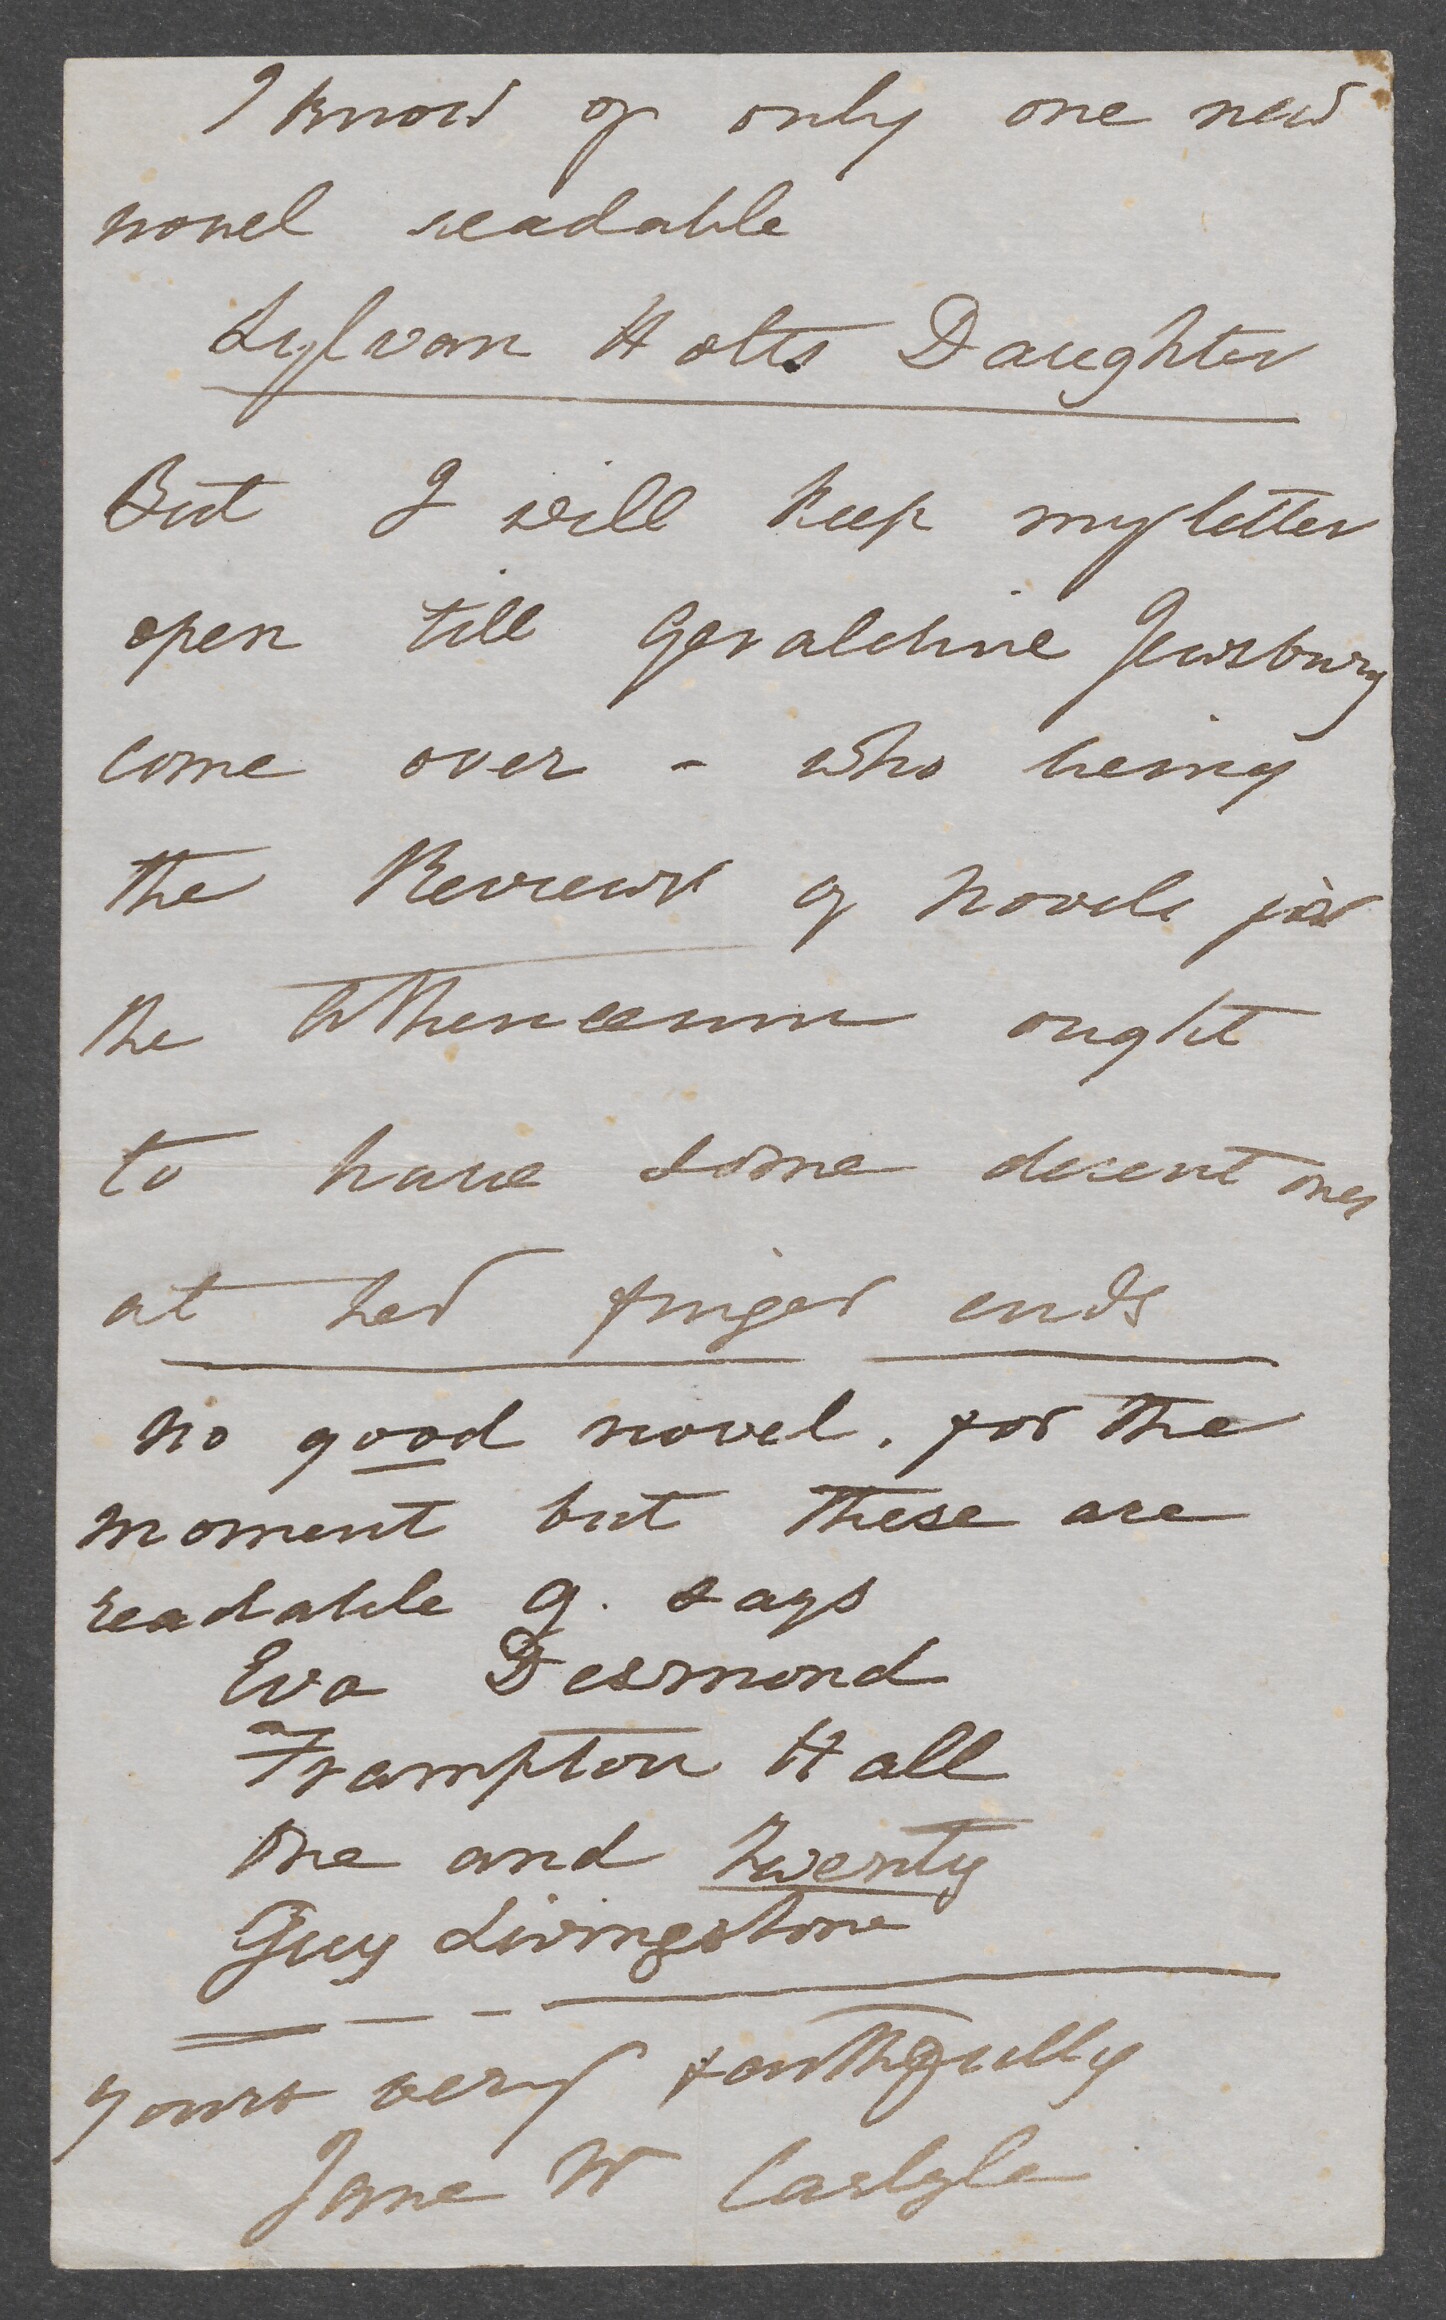 I know of only one new
novel readable
Sylvan Holts Daughter
But I will keep my letter
open till Geraldine Jewsbury
come over - who being
the Reviewer of novels for
the Athenaeum ought
to have some decent ones
at her finger ends
No good novel. for the
moment but these are
readable G. says
Eva Desmond
Frampton Hall
One and Twenty
Guy Livingstone
yours very faithfully
Jane W Carlyle